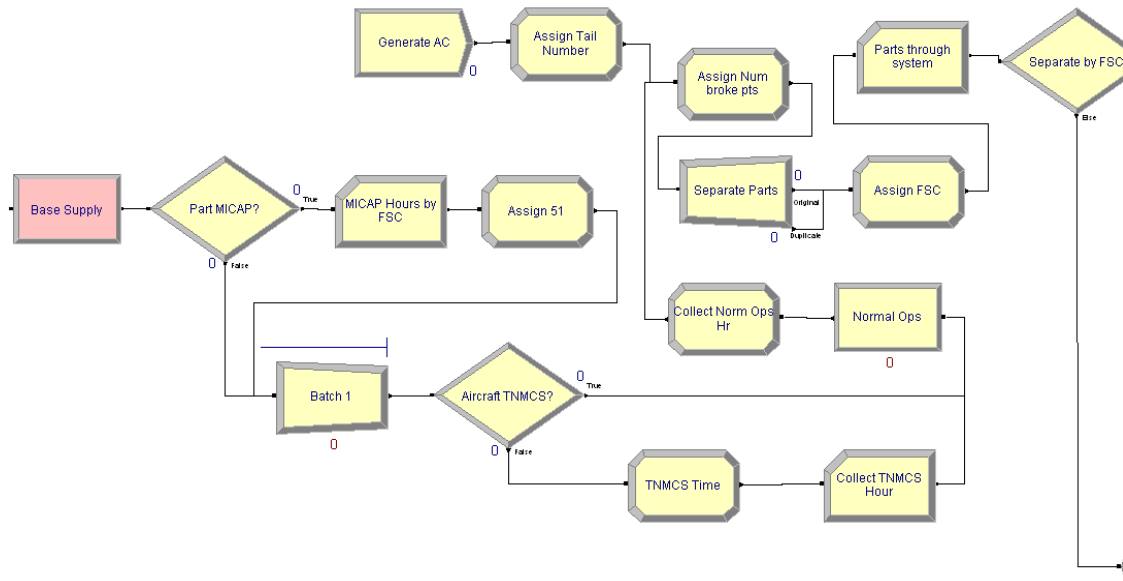 Generate AC
0
Assign Tail
Number
Assign Num
broke pts
Parts through
system
Separate by FSC
Else
Separate Parts
0
Original
0
Duplicate
Assign FSC
Base Supply
Part MICAP?
0
True
0
False
MICAP Hours by
FSC
Assign 51
Collect Norm Ops
Hr
Normal Ops
0
Batch 1
0
Aircraft TNMCS?
0
True
0
False
TNMCS Time
Collect TNMCS
Hour